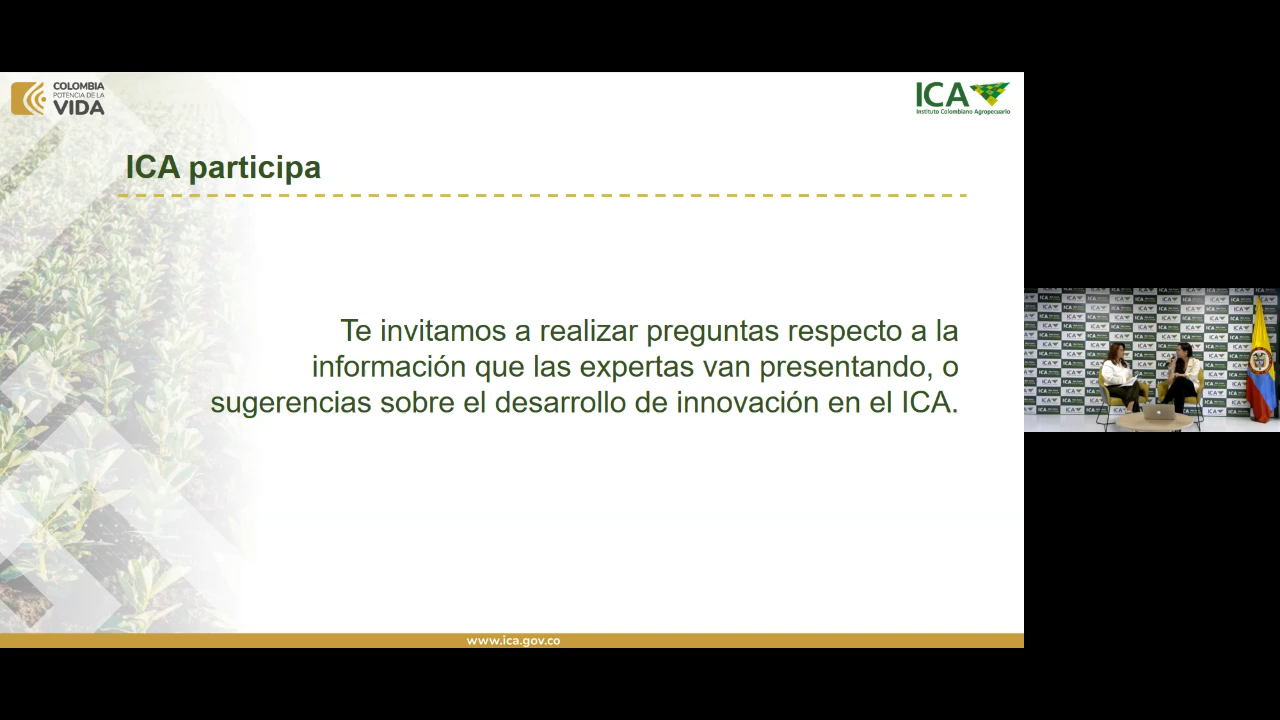 COLOMBIA
POTENCIA DE LA
VIDA
ICA
Instituto Colombiano Agropecuario
ICA participa
Te invitamos a realizar preguntas respecto a la
información que las expertas van presentando, o
sugerencias sobre el desarrollo de innovación en el ICA.
www.ica.gov.co